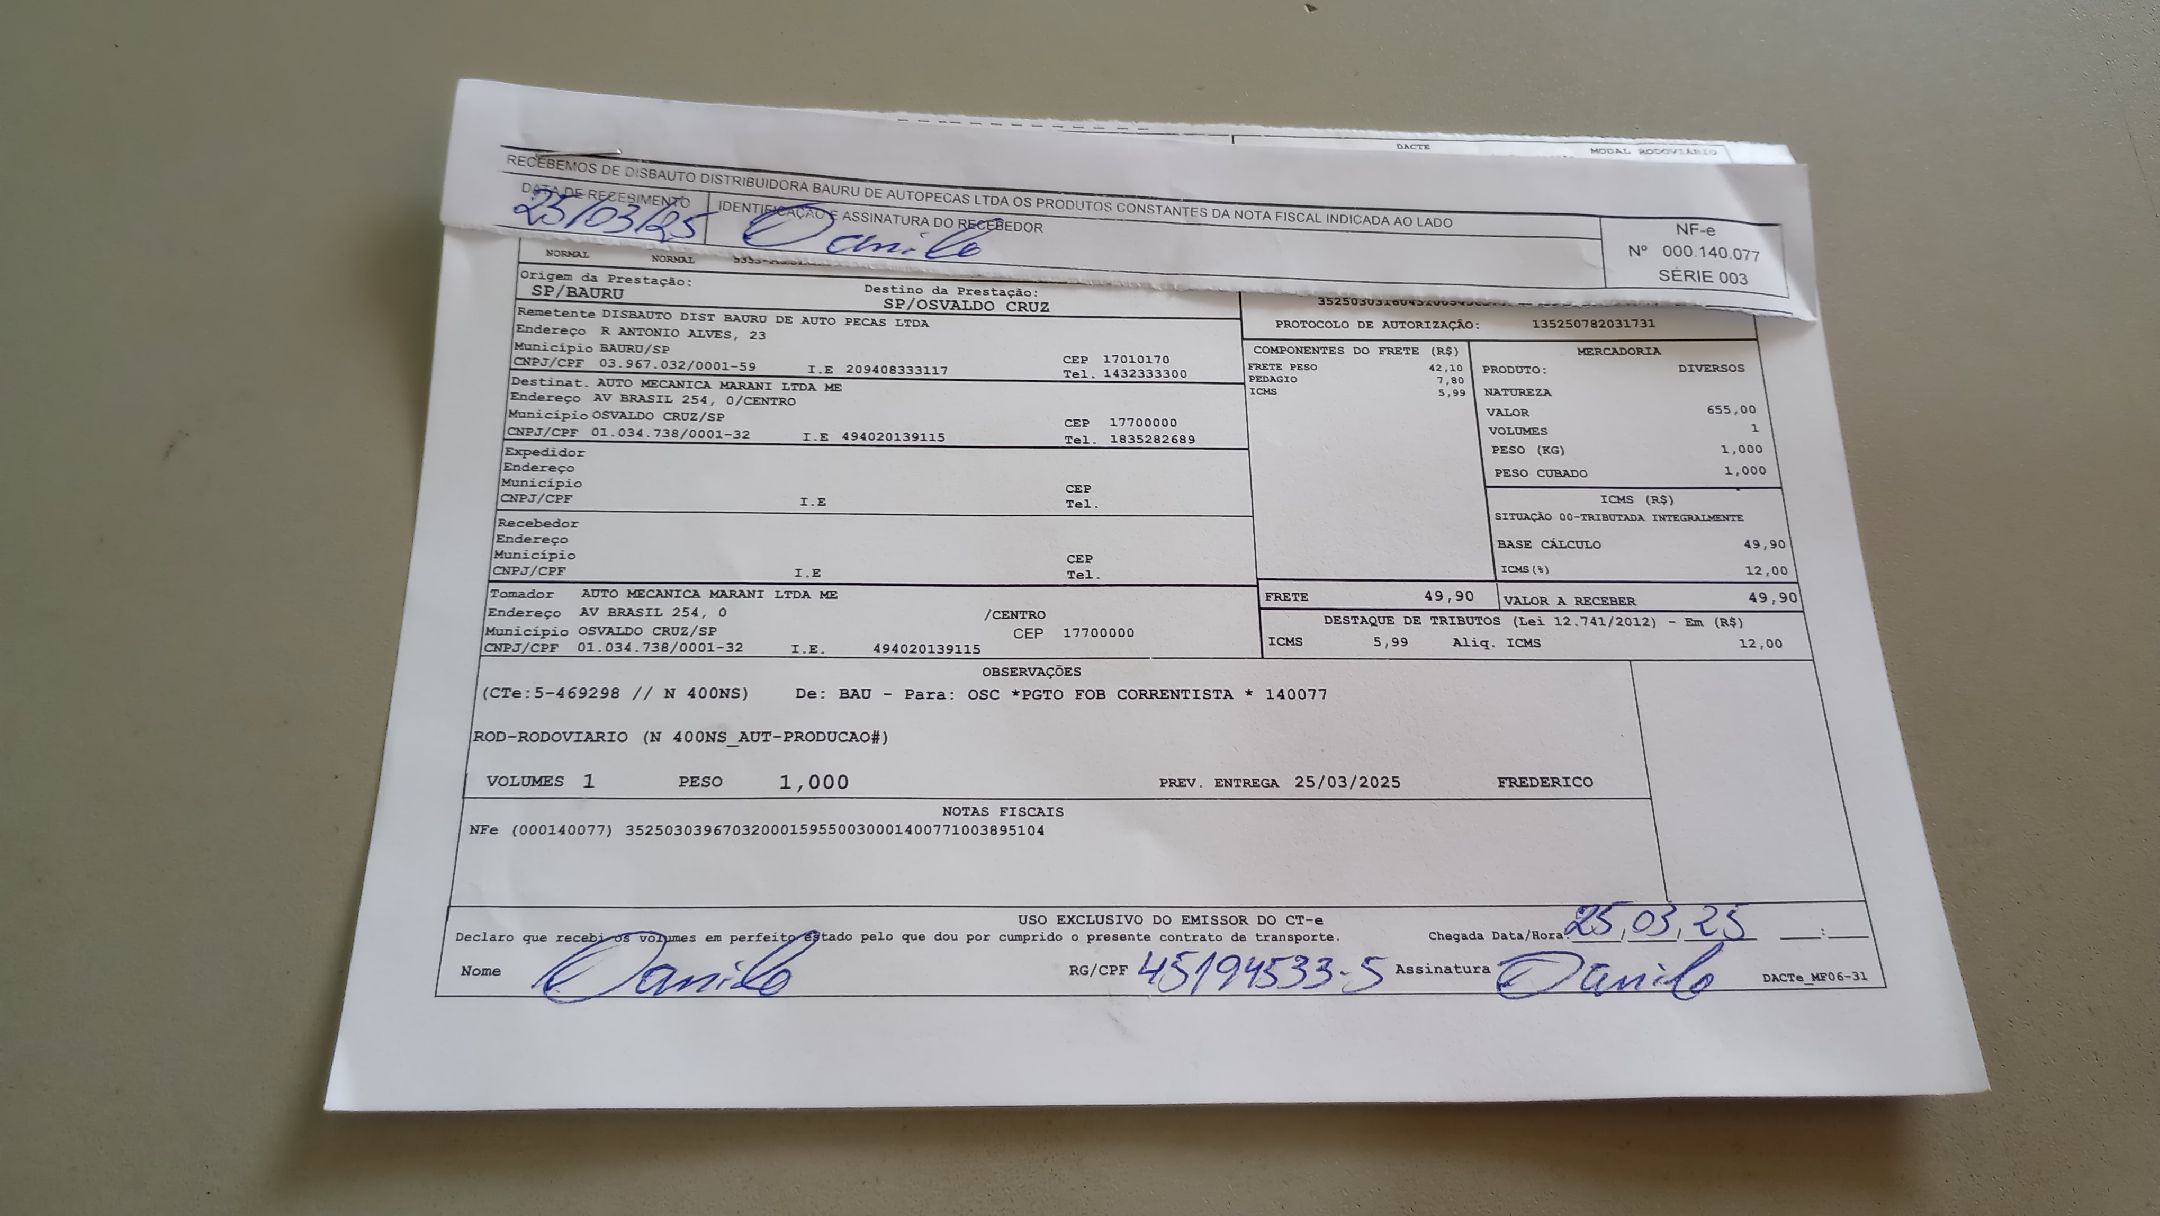 DACTE MODAL RODOVIÁRIO
RECEBEMOS DE DISBAUTO DISTRIBUIDORA BAURU DE AUTOPECAS LTDA OS PRODUTOS CONSTANTES DA NOTA FISCAL INDICADA AO LADO
DATA DE RECEBIMENTO IDENTIFICAÇÃO E ASSINATURA DO RECEBEDOR
25/03/25 Danilo
NF-e
Nº 000.140.077
SÉRIE 003
NORMAL NORMAL
Origem da Prestação: Destino da Prestação:
SP/BAURU SP/OSVALDO CRUZ
Remetente DISBAUTO DIST BAURU DE AUTO PECAS LTDA
Endereço R ANTONIO ALVES, 23
Município BAURU/SP CEP 17010170
CNPJ/CPF 03.967.032/0001-59 I.E 209408333117 Tel. 1432333300
Destinat. AUTO MECANICA MARANI LTDA ME
Endereço AV BRASIL 254, 0/CENTRO
Município OSVALDO CRUZ/SP CEP 17700000
CNPJ/CPF 01.034.738/0001-32 I.E 494020139115 Tel. 1835282689
Expedidor
Endereço
Município CEP
CNPJ/CPF I.E Tel.
Recebedor
Endereço
Município CEP
CNPJ/CPF I.E Tel.
Tomador AUTO MECANICA MARANI LTDA ME
Endereço AV BRASIL 254, 0 /CENTRO
Município OSVALDO CRUZ/SP CEP 17700000
CNPJ/CPF 01.034.738/0001-32 I.E. 494020139115
PROTOCOLO DE AUTORIZAÇÃO: 135250782031731
COMPONENTES DO FRETE (R$)
FRETE PESO 42,10
PEDAGIO 7,80
ICMS 5,99
MERCADORIA
PRODUTO: DIVERSOS
NATUREZA
VALOR 655,00
VOLUMES 1
PESO (KG) 1,000
PESO CUBADO 1,000
ICMS (R$)
SITUAÇÃO 00-TRIBUTADA INTEGRALMENTE
BASE CÁLCULO 49,90
ICMS(%) 12,00
FRETE 49,90 VALOR A RECEBER 49,90
DESTAQUE DE TRIBUTOS (Lei 12.741/2012) - Em (R$)
ICMS 5,99 Aliq. ICMS 12,00
OBSERVAÇÕES
(CTe:5-469298 // N 400NS) De: BAU - Para: OSC *PGTO FOB CORRENTISTA * 140077
ROD-RODOVIARIO (N 400NS_AUT-PRODUCAO#)
VOLUMES 1 PESO 1,000 PREV. ENTREGA 25/03/2025 FREDERICO
NOTAS FISCAIS
NFe (000140077) 35250303967032000159550030001400771003895104
USO EXCLUSIVO DO EMISSOR DO CT-e
Declaro que recebi os volumes em perfeito estado pelo que dou por cumprido o presente contrato de transporte. Chegada Data/Hora 25,03,25 __:__
Nome Danilo RG/CPF 45194533-5 Assinatura Danilo DACTe_MF06-31